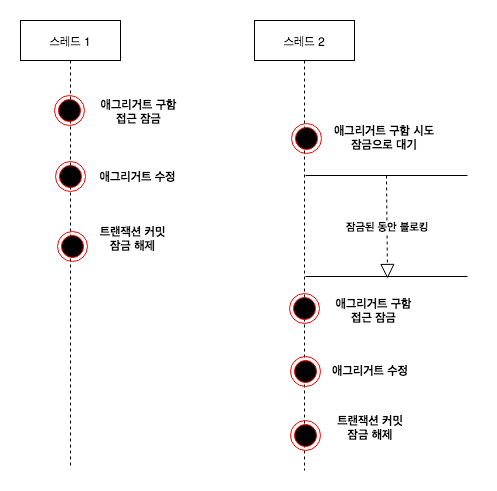 스레드 1
애그리거트 구함
접근 잠금
애그리거트 수정
트랜잭션 커밋
잠금 해제
스레드 2
애그리거트 구함 시도
잠금으로 대기
잠금된 동안 블로킹
애그리거트 구함
접근 잠금
애그리거트 수정
트랜잭션 커밋
잠금 해제